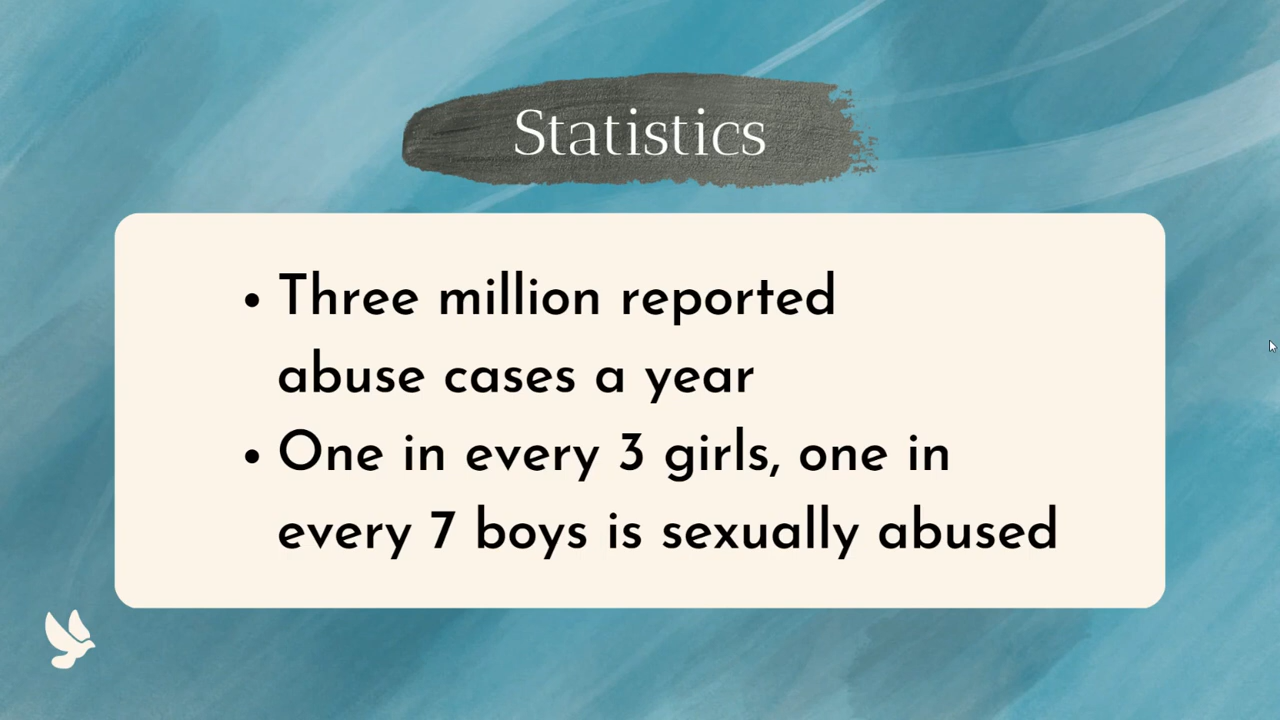 Statistics
• Three million reported
abuse cases a year
• One in every 3 girls, one in
every 7 boys is sexually abused